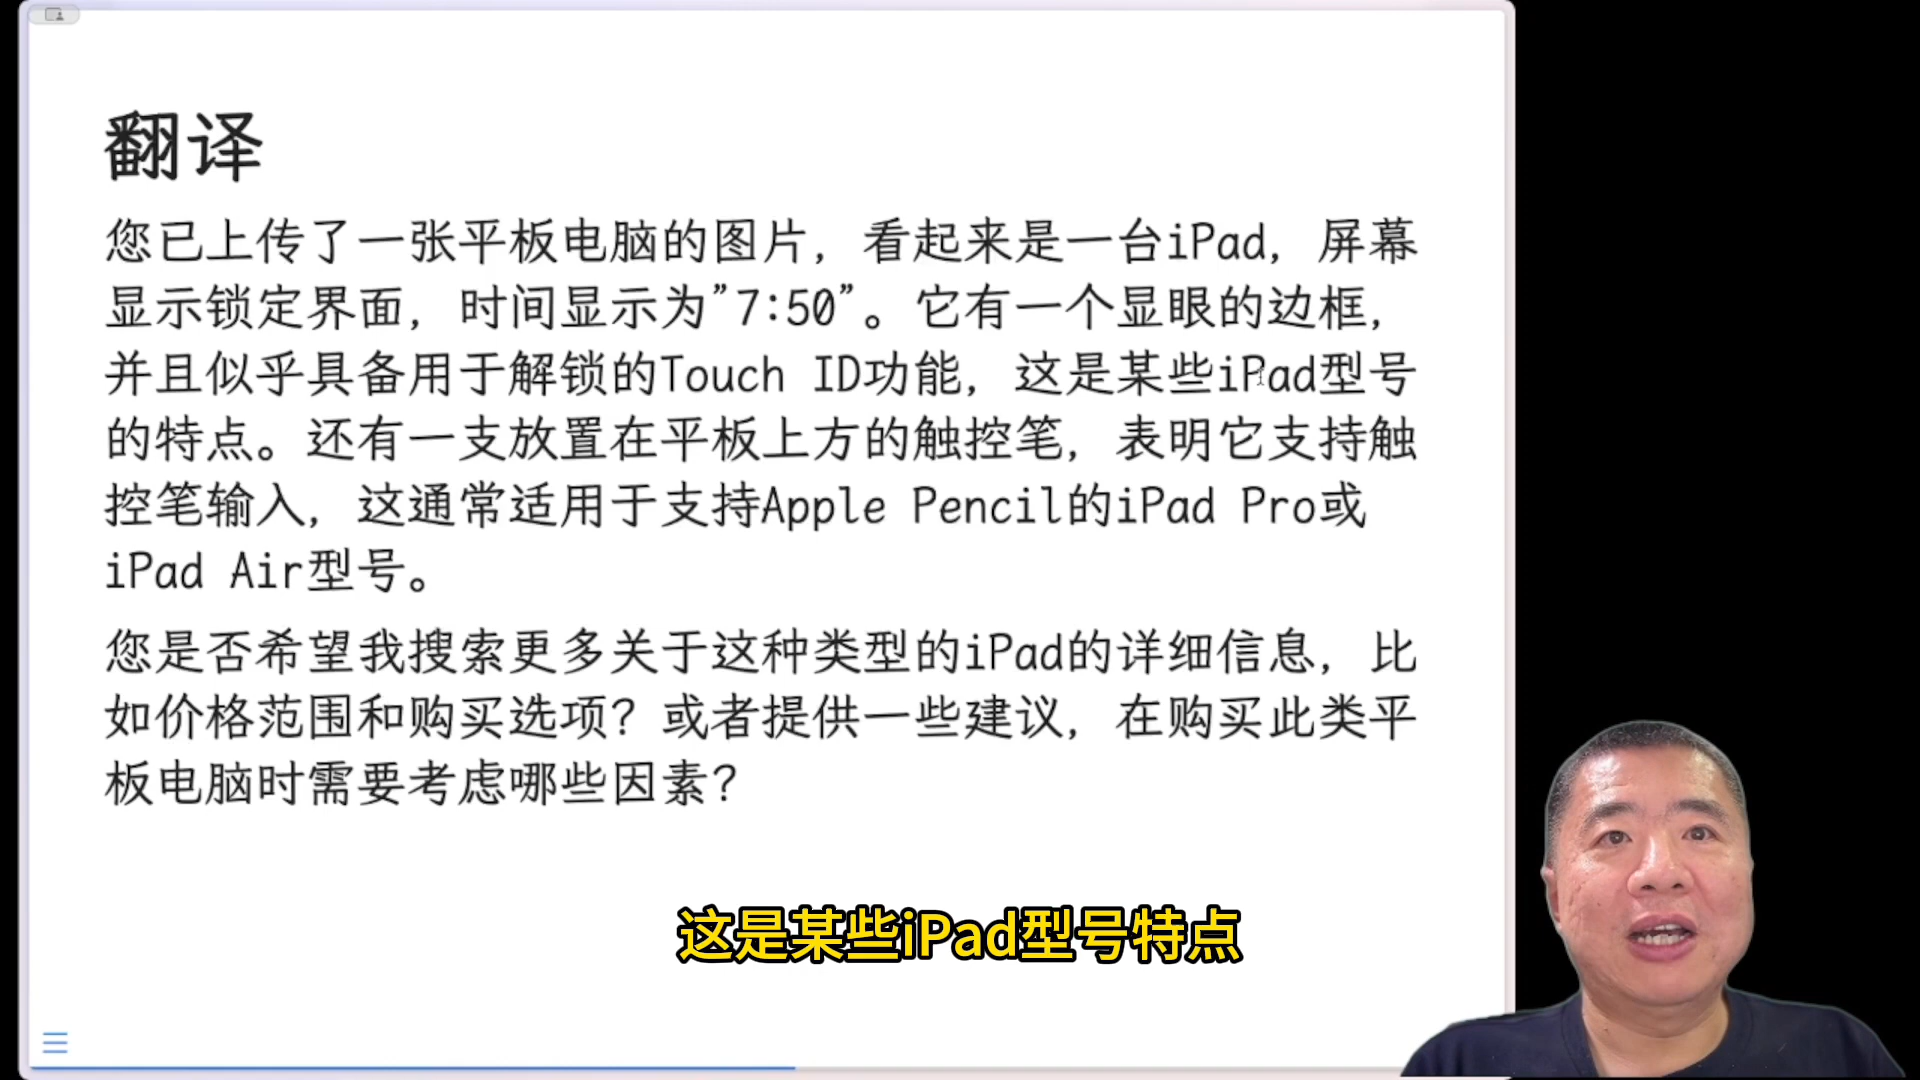 翻译
您已上传了一张平板电脑的图片，看起来是一台iPad，屏幕
显示锁定界面，时间显示为”7:50”。它有一个显眼的边框，
并且似乎具备用于解锁的Touch ID功能，这是某些iPad型号
的特点。还有一支放置在平板上方的触控笔，表明它支持触
控笔输入，这通常适用于支持Apple Pencil的iPad Pro或
iPad Air型号。
您是否希望我搜索更多关于这种类型的iPad的详细信息，比
如价格范围和购买选项？或者提供一些建议，在购买此类平
板电脑时需要考虑哪些因素？
这是某些iPad型号特点